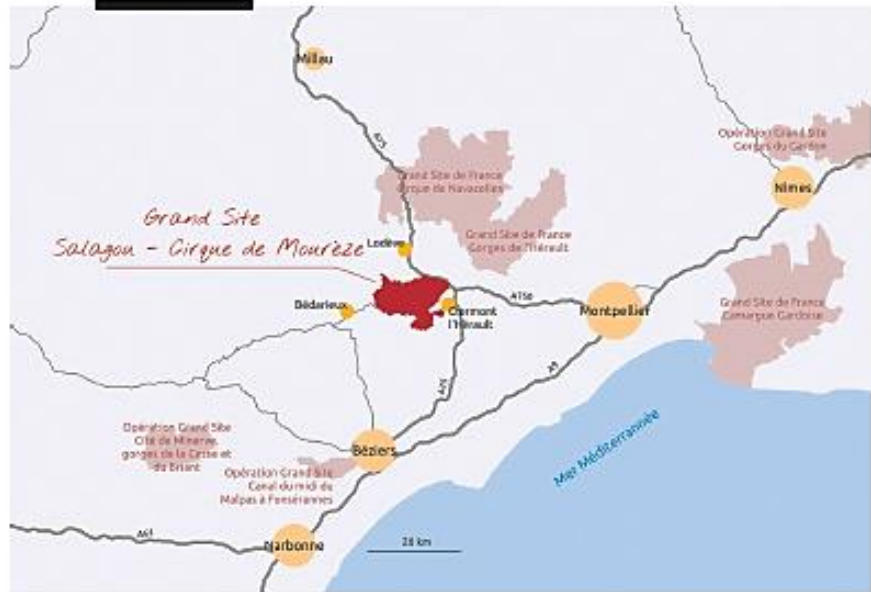 Millau
A75
Opération Grand Site
Gorges du Gardon
Nîmes
Grand Site de France
Cirque de Navacelles
Grand Site
Salagou - Cirque de Mourèze
Lodève
Grand Site de France
Gorges de l'Hérault
Bédarieux
Clermont
l'Hérault
A750
Montpellier
Grand Site de France
Camargue Gardoise
A75
A9
Mer Méditerrannée
Opération Grand Site
Cité de Minerve,
gorges de la Cesse et
du Briant
Béziers
Opération Grand Site
Canal du midi du
Malpas à Fonsérannes
A61
Narbonne
20 km